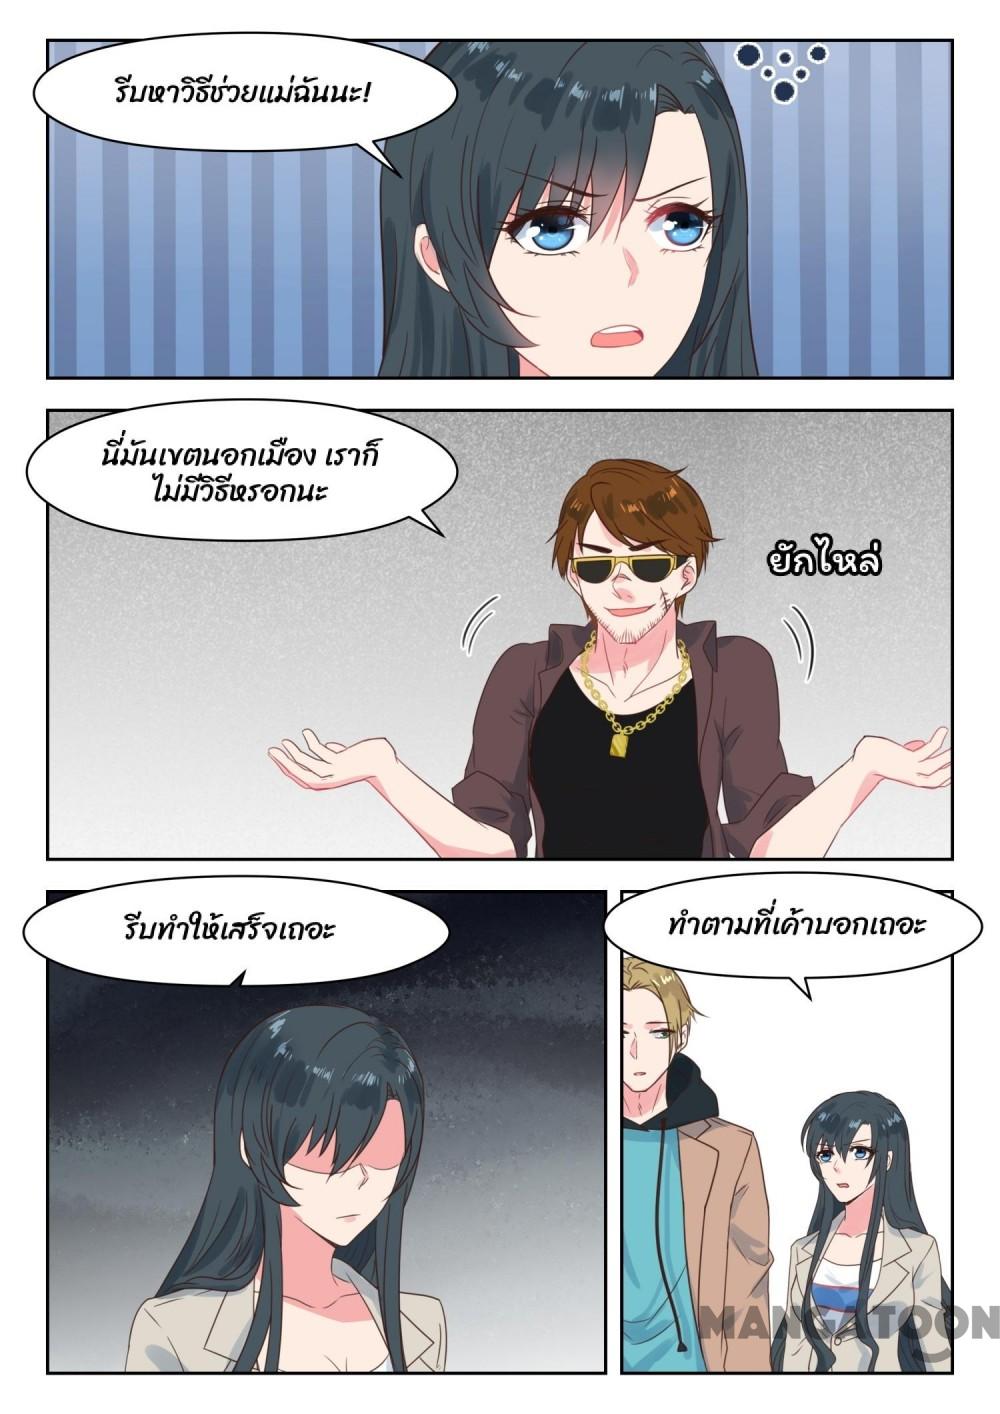 รีบหาวิธีช่วยแม่ฉันนะ!
นี่มันเขตนอกเมือง เราก็
ไม่มีวิธีหรอกนะ
ยักไหล่
รีบทำให้เสร็จเถอะ
ทำตามที่เค้าบอกเถอะ
MANGATOON